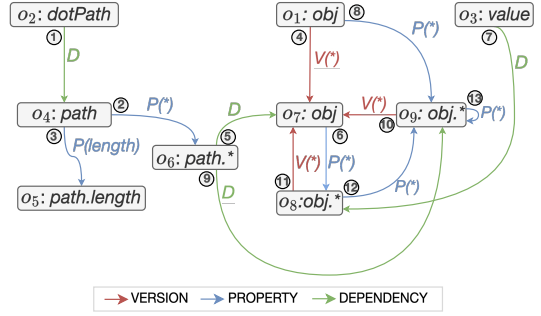 o₂: dotPath
o₁: obj
o₃: value
①
④
⑧
⑦
P(*)
D
V(*)
D
o₄: path
②
P(*)
D
o₇: obj
V(*)
o₉: obj.*
⑬
P(*)
③
⑤
⑥
⑩
P(length)
o₆: path.*
V(*)
P(*)
⑨
⑪
⑫
P(*)
o₅: path.length
D
o₈:obj.*
VERSION
PROPERTY
DEPENDENCY